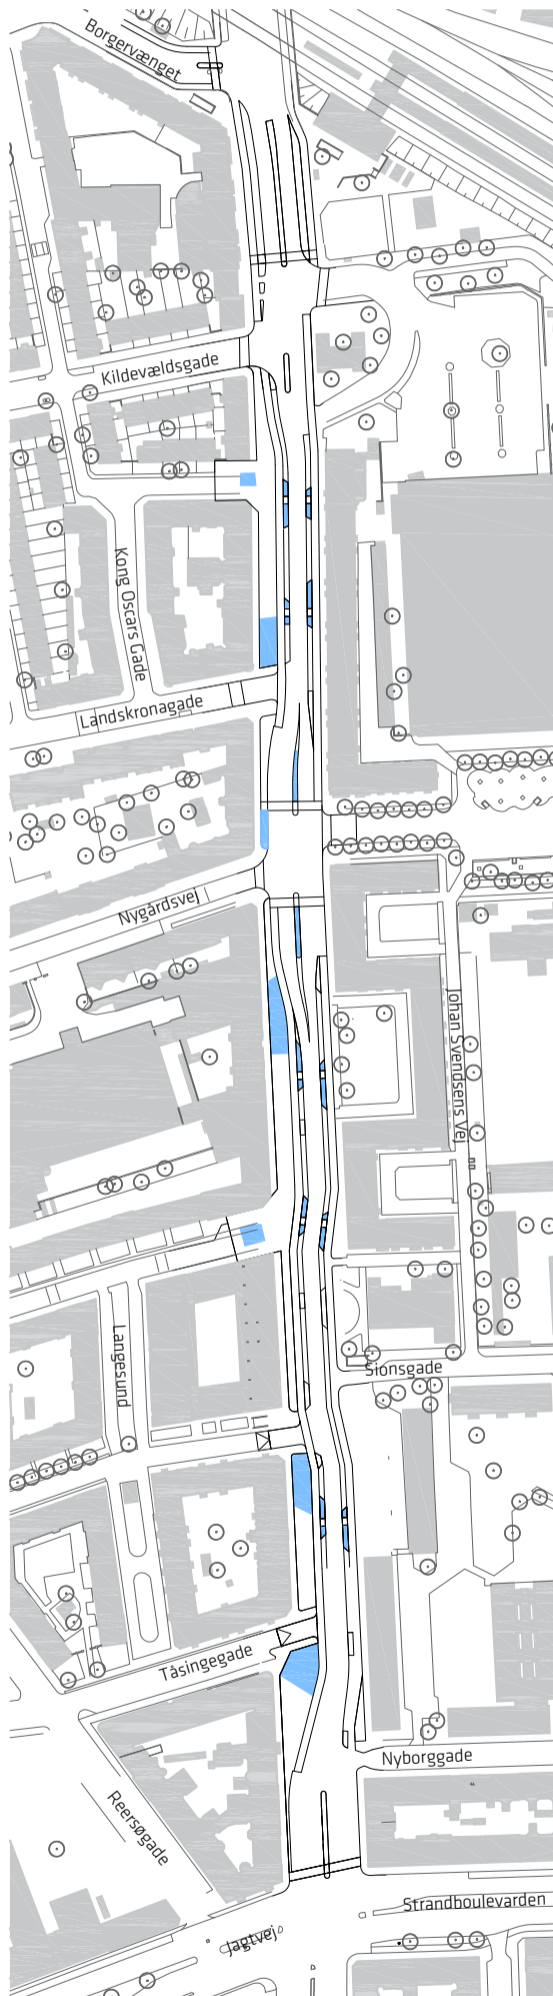 Borgervænget
Kildevældsgade
Kong Oscars Gade
Landskronagade
Nygårdsvej
Johan Svendsens Vej
Langesund
Sionsgade
Tåsingegade
Nyborggade
Reersøgade
Strandboulevarden
Jagtvej